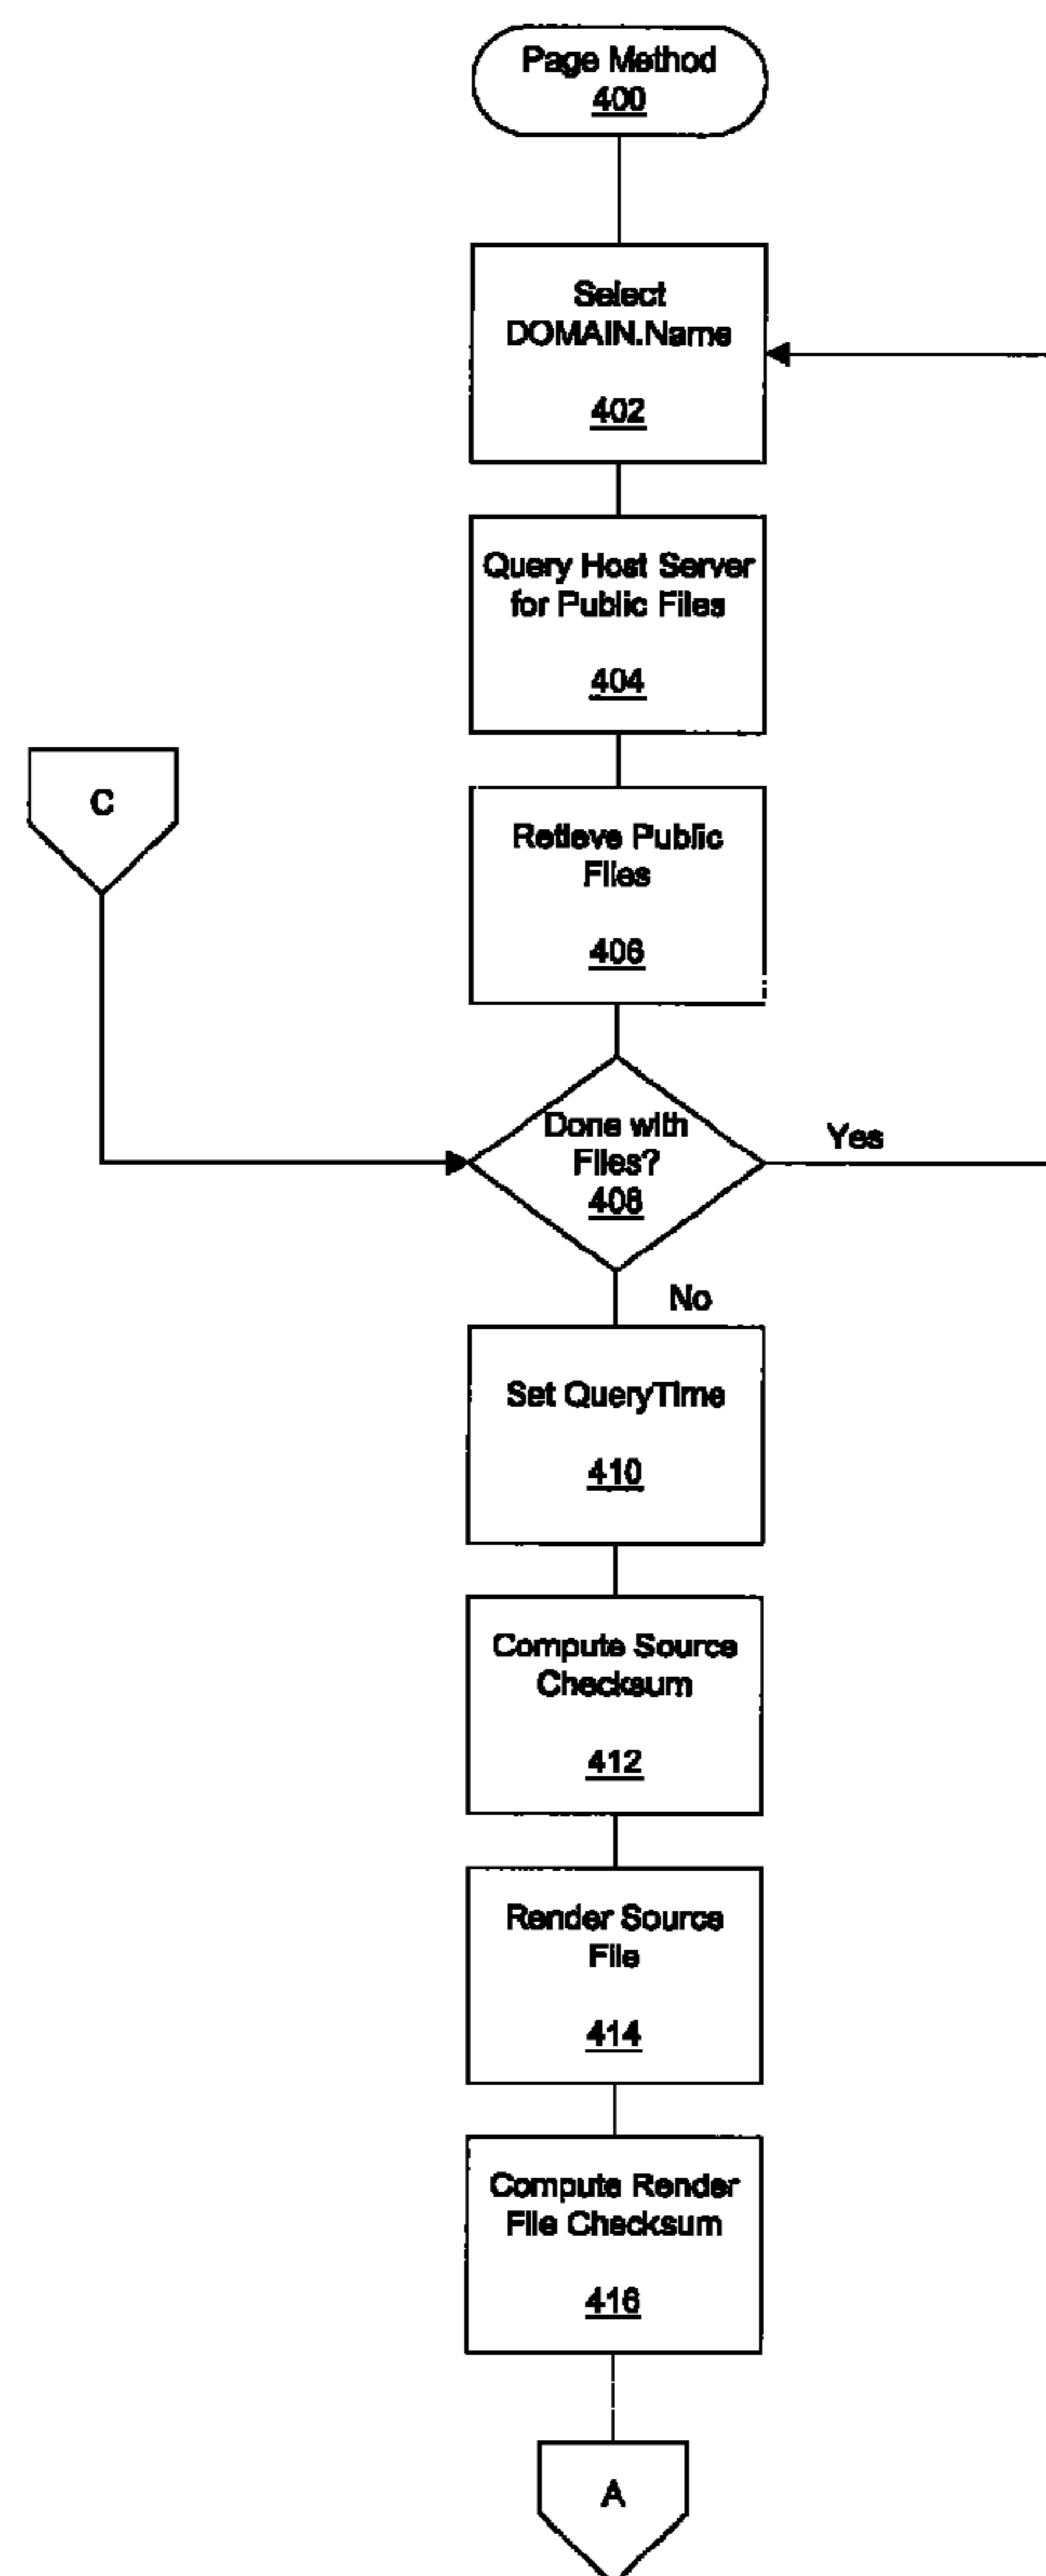 Page Method
400
Select
DOMAIN.Name
402
Query Host Server
for Public Files
404
C
Retieve Public
Files
406
Done with
Files?
408
Yes
No
Set QueryTime
410
Compute Source
Checksum
412
Render Source
File
414
Compute Render
File Checksum
416
A